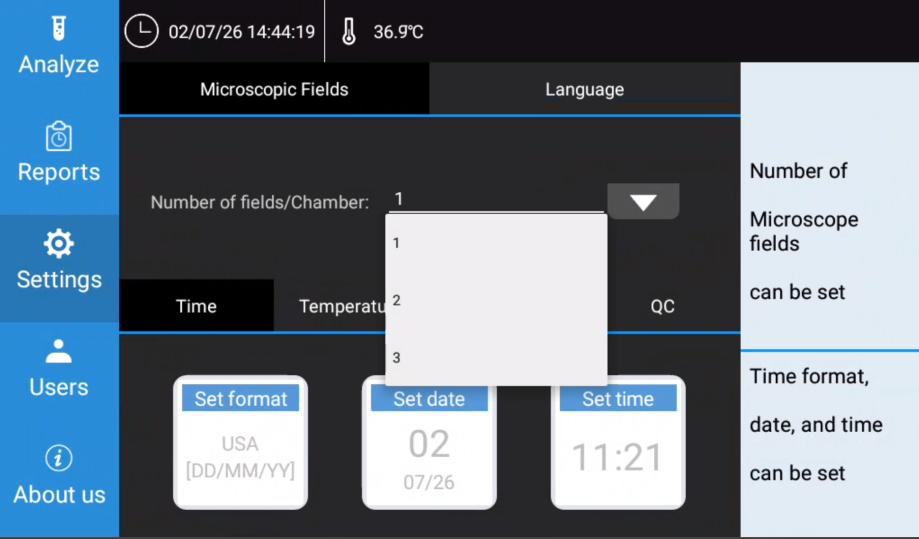 Analyze
Reports
Settings
Users
About us
02/07/26 14:44:19
36.9°C
Microscopic Fields
Language
Number of fields/Chamber:
1
1
2
3
Time
Temperatu
QC
Set format
USA
[DD/MM/YY]
Set date
02
07/26
Set time
11:21
Number of
Microscope
fields
can be set
Time format,
date, and time
can be set